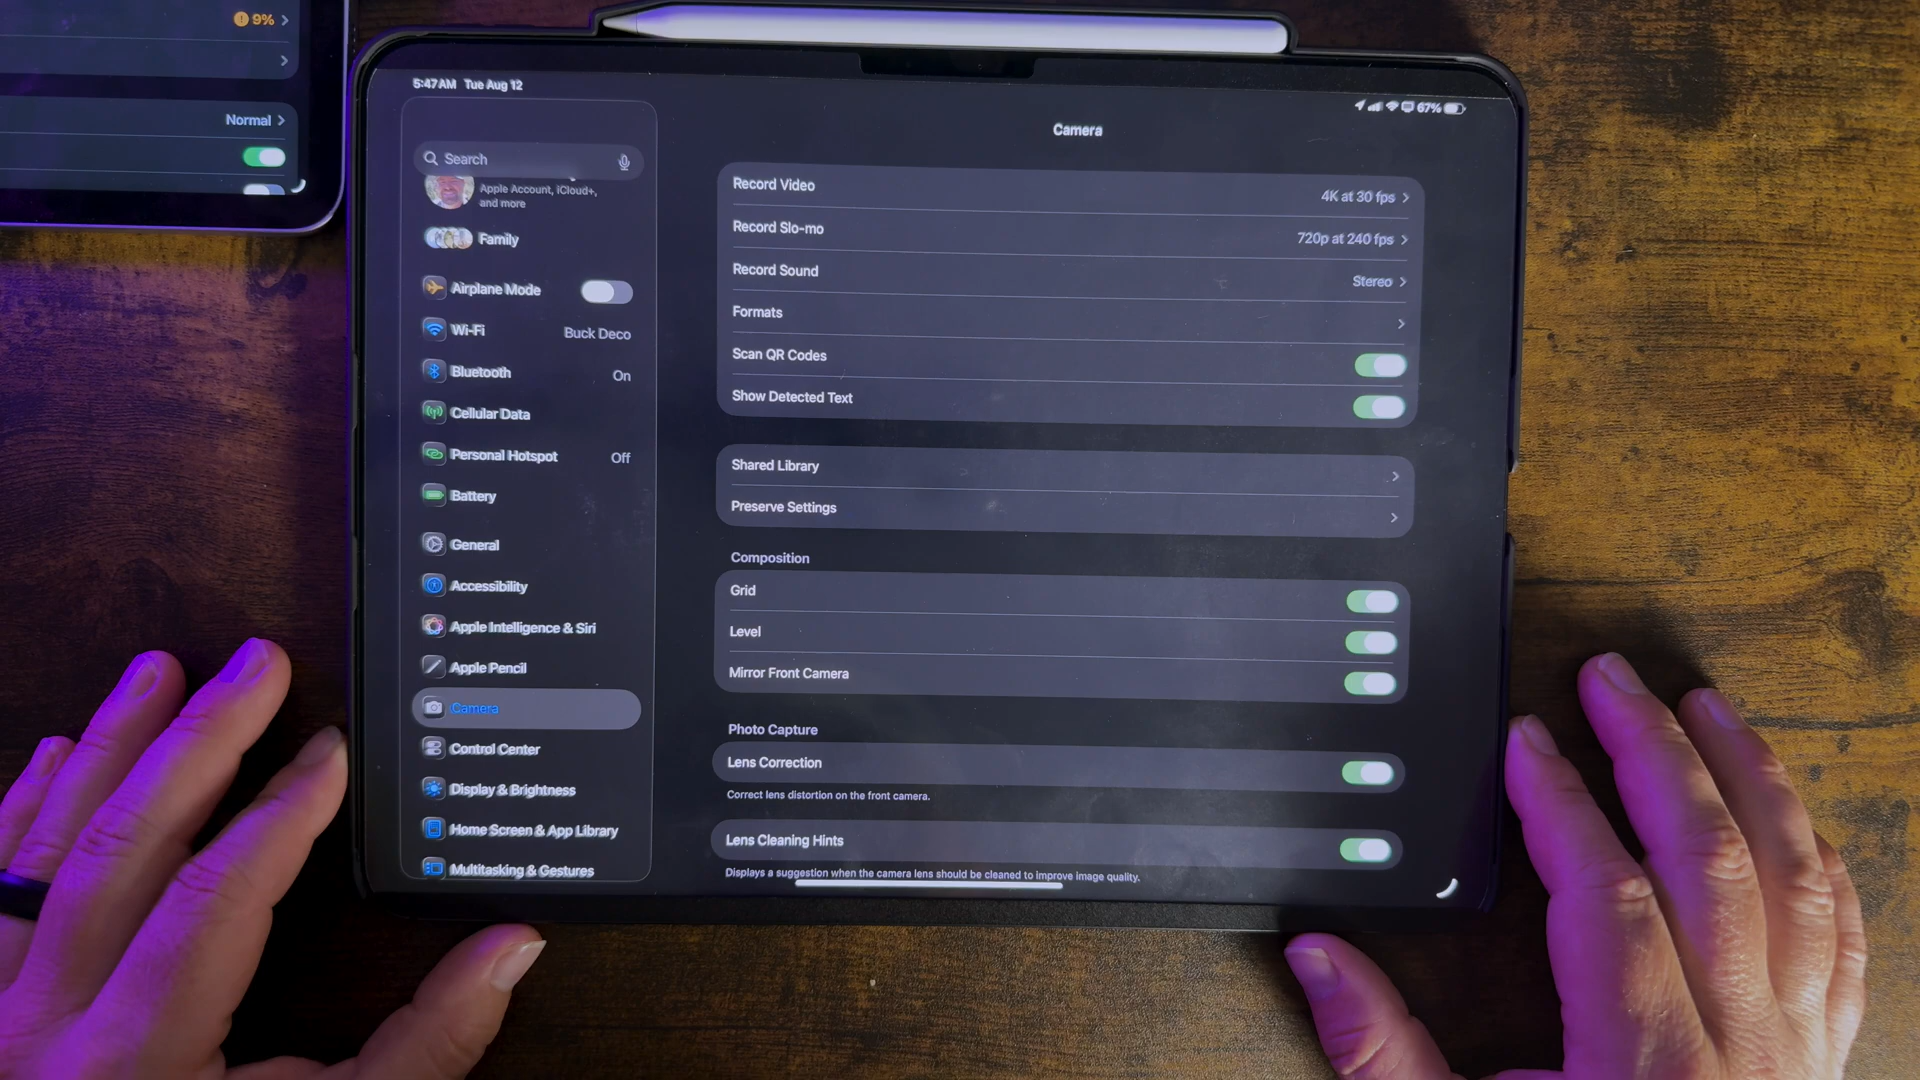 9%
Normal
5:47 AM Tue Aug 12
67%
Search
Apple Account, iCloud+,
and more
Family
Airplane Mode
Wi-Fi Buck Deco
Bluetooth On
Cellular Data
Personal Hotspot Off
Battery
General
Accessibility
Apple Intelligence & Siri
Apple Pencil
Camera
Control Center
Display & Brightness
Home Screen & App Library
Multitasking & Gestures
Camera
Record Video 4K at 30 fps
Record Slo-mo 720p at 240 fps
Record Sound Stereo
Formats
Scan QR Codes
Show Detected Text
Shared Library
Preserve Settings
Composition
Grid
Level
Mirror Front Camera
Photo Capture
Lens Correction
Correct lens distortion on the front camera.
Lens Cleaning Hints
Displays a suggestion when the camera lens should be cleaned to improve image quality.